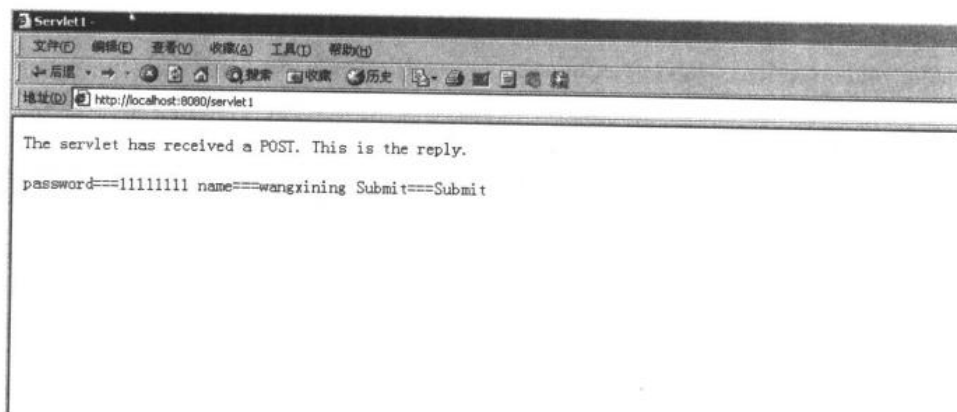 Servlet1
文件(F) 编辑(E) 查看(V) 收藏(A) 工具(T) 帮助(H)
后退 搜索 收藏 历史
地址(D) http://localhost:8080/servlet1
The servlet has received a POST. This is the reply.
password===11111111 name===wangxining Submit===Submit